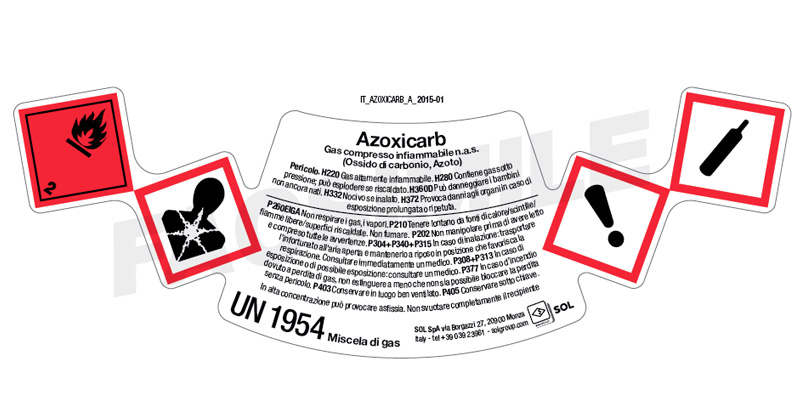 IT_AZOXICARB_A_2015-01
Azoxicarb
Gas compresso infiammabile n.a.s.
(Ossido di carbonio, Azoto)
Pericolo. H220 Gas altamente infiammabile. H280 Contiene gas sotto
pressione; può esplodere se riscaldato. H360D Può danneggiare i bambini
non ancora nati. H332 Nocivo se inalato. H372 Provoca danni agli organi in caso di
esposizione prolungata o ripetuta.
P260EIGA Non respirare i gas, i vapori. P210 Tenere lontano da fonti di calore/scintille/
fiamme libere/superfici riscaldate. Non fumare. P202 Non manipolare prima di avere letto
e compreso tutte le avvertenze. P304+P340+P315 In caso di inalazione: trasportare
l'infortunato all'aria aperta e mantenerlo a riposo in posizione che favorisca la
respirazione. Consultare immediatamente un medico. P308+P313 In caso di
esposizione o di possibile esposizione: consultare un medico. P377 In caso d'incendio
dovuto a perdita di gas, non estinguere a meno che non sia possibile bloccare la perdita
senza pericolo. P403 Conservare in luogo ben ventilato. P405 Conservare sotto chiave.
In alta concentrazione può provocare asfissia. Non svuotare completamente il recipiente
UN 1954 Miscela di gas
SOL SpA via Borgazzi 27, 20900 Monza
Italy - tel +39 039 23961 - solgroup.com
SOL
2